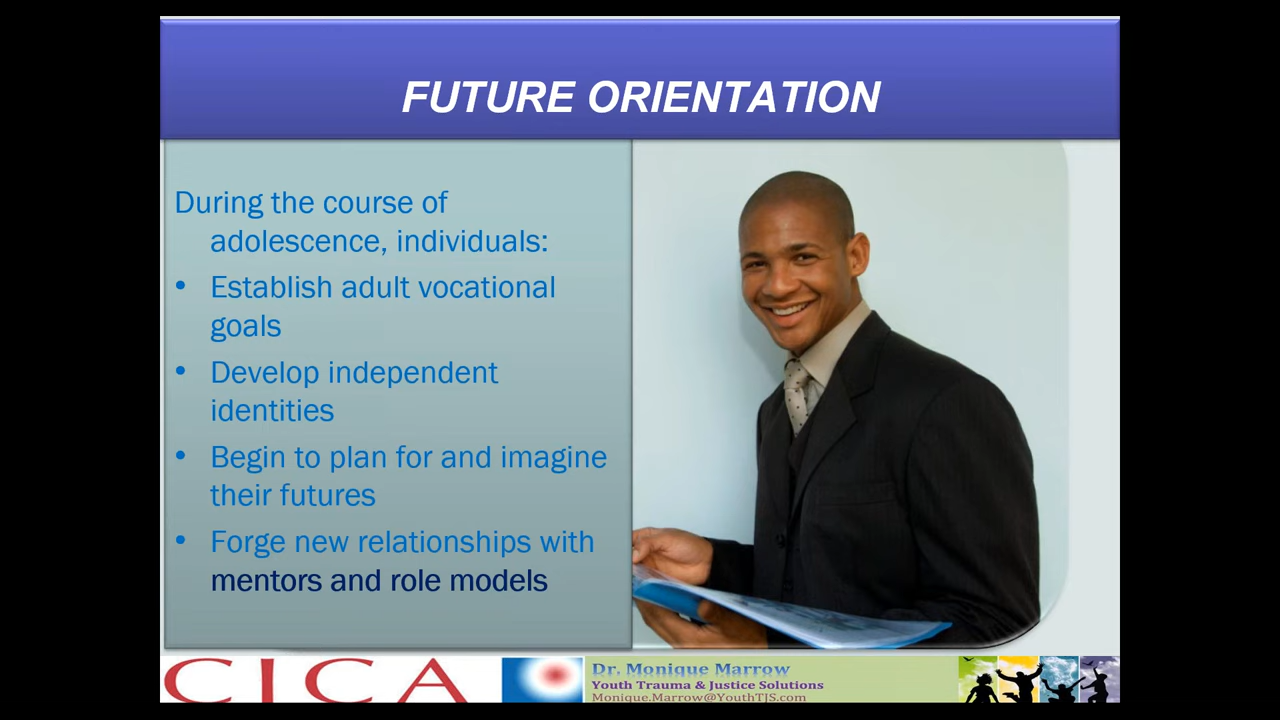 FUTURE ORIENTATION
During the course of
adolescence, individuals:
• Establish adult vocational
goals
• Develop independent
identities
• Begin to plan for and imagine
their futures
• Forge new relationships with
mentors and role models
CICA
Dr. Monique Marrow
Youth Trauma & Justice Solutions
Monique.Marrow@YouthTJS.com